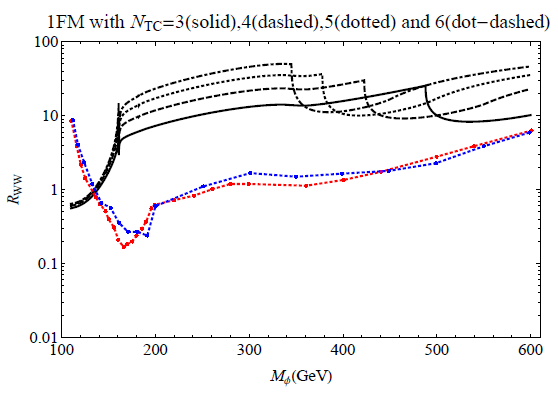 1FM with N_TC=3(solid),4(dashed),5(dotted) and 6(dot−dashed)
100
10
1
0.1
0.01
R_WW
100 200 300 400 500 600
M_ϕ(GeV)